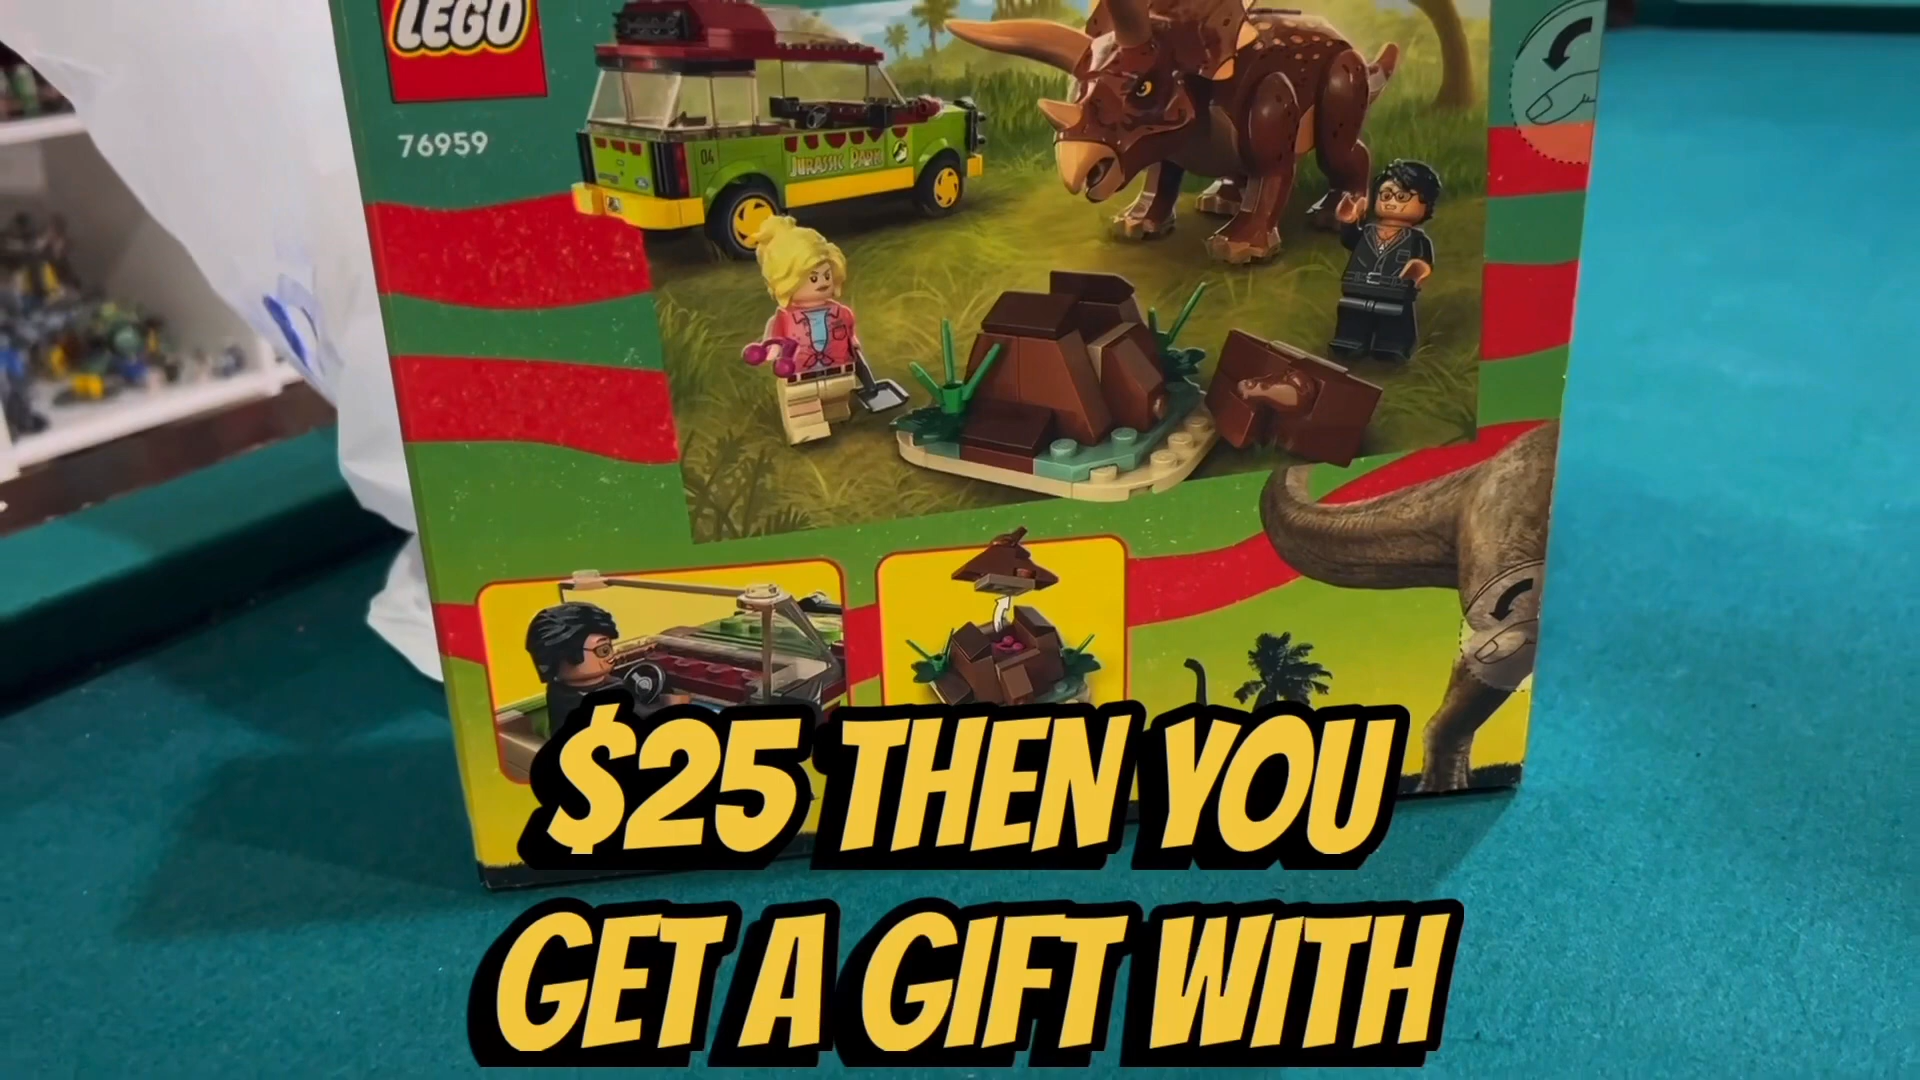 LEGO
76959
04
JURASSIC PARK
$25 THEN YOU
GET A GIFT WITH